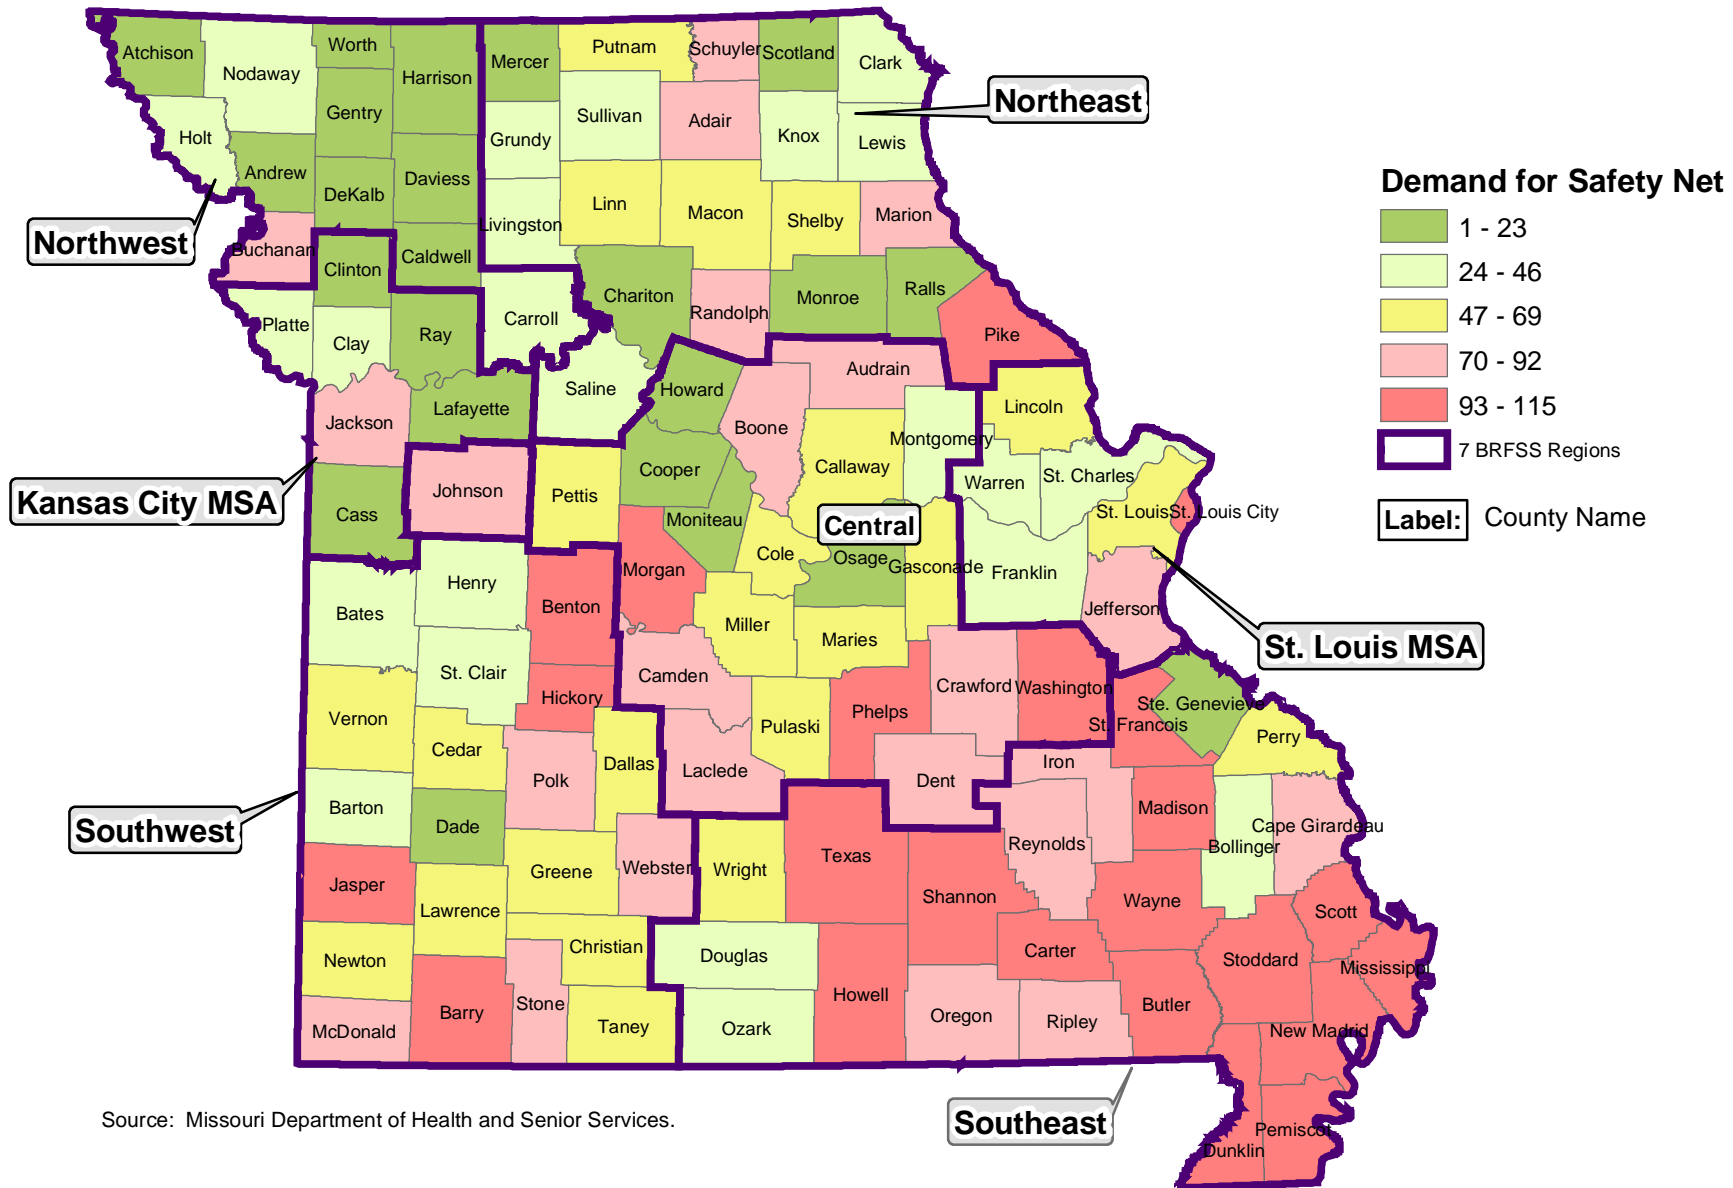 Atchison
Nodaway
Worth
Harrison
Mercer
Putnam
Schuyler
Scotland
Clark
Northeast
Gentry
Sullivan
Adair
Knox
Lewis
Holt
Grundy
Andrew
DeKalb
Daviess
Linn
Macon
Shelby
Marion
Livingston
Northwest
Buchanan
Clinton
Caldwell
Chariton
Randolph
Monroe
Ralls
Pike
Platte
Clay
Ray
Carroll
Saline
Howard
Audrain
Jackson
Lafayette
Boone
Montgomery
Lincoln
Kansas City MSA
Johnson
Pettis
Cooper
Callaway
Warren
St. Charles
Cass
Moniteau
Central
St. Louis
St. Louis City
Morgan
Cole
Osage
Gasconade
Franklin
Henry
Bates
Benton
Miller
Maries
Jefferson
St. Louis MSA
St. Clair
Camden
Crawford
Washington
Hickory
Vernon
Cedar
Pulaski
Phelps
St. Francois
Ste. Genevieve
Perry
Polk
Dallas
Laclede
Dent
Iron
Barton
Southwest
Dade
Madison
Cape Girardeau
Bollinger
Reynolds
Jasper
Greene
Webster
Wright
Texas
Shannon
Wayne
Lawrence
Scott
Newton
Christian
Douglas
Carter
Stoddard
Mississippi
Howell
Butler
McDonald
Barry
Stone
Taney
Ozark
Oregon
Ripley
New Madrid
Southeast
Pemiscot
Dunklin
Demand for Safety Net
1 - 23
24 - 46
47 - 69
70 - 92
93 - 115
7 BRFSS Regions
Label: County Name
Source: Missouri Department of Health and Senior Services.